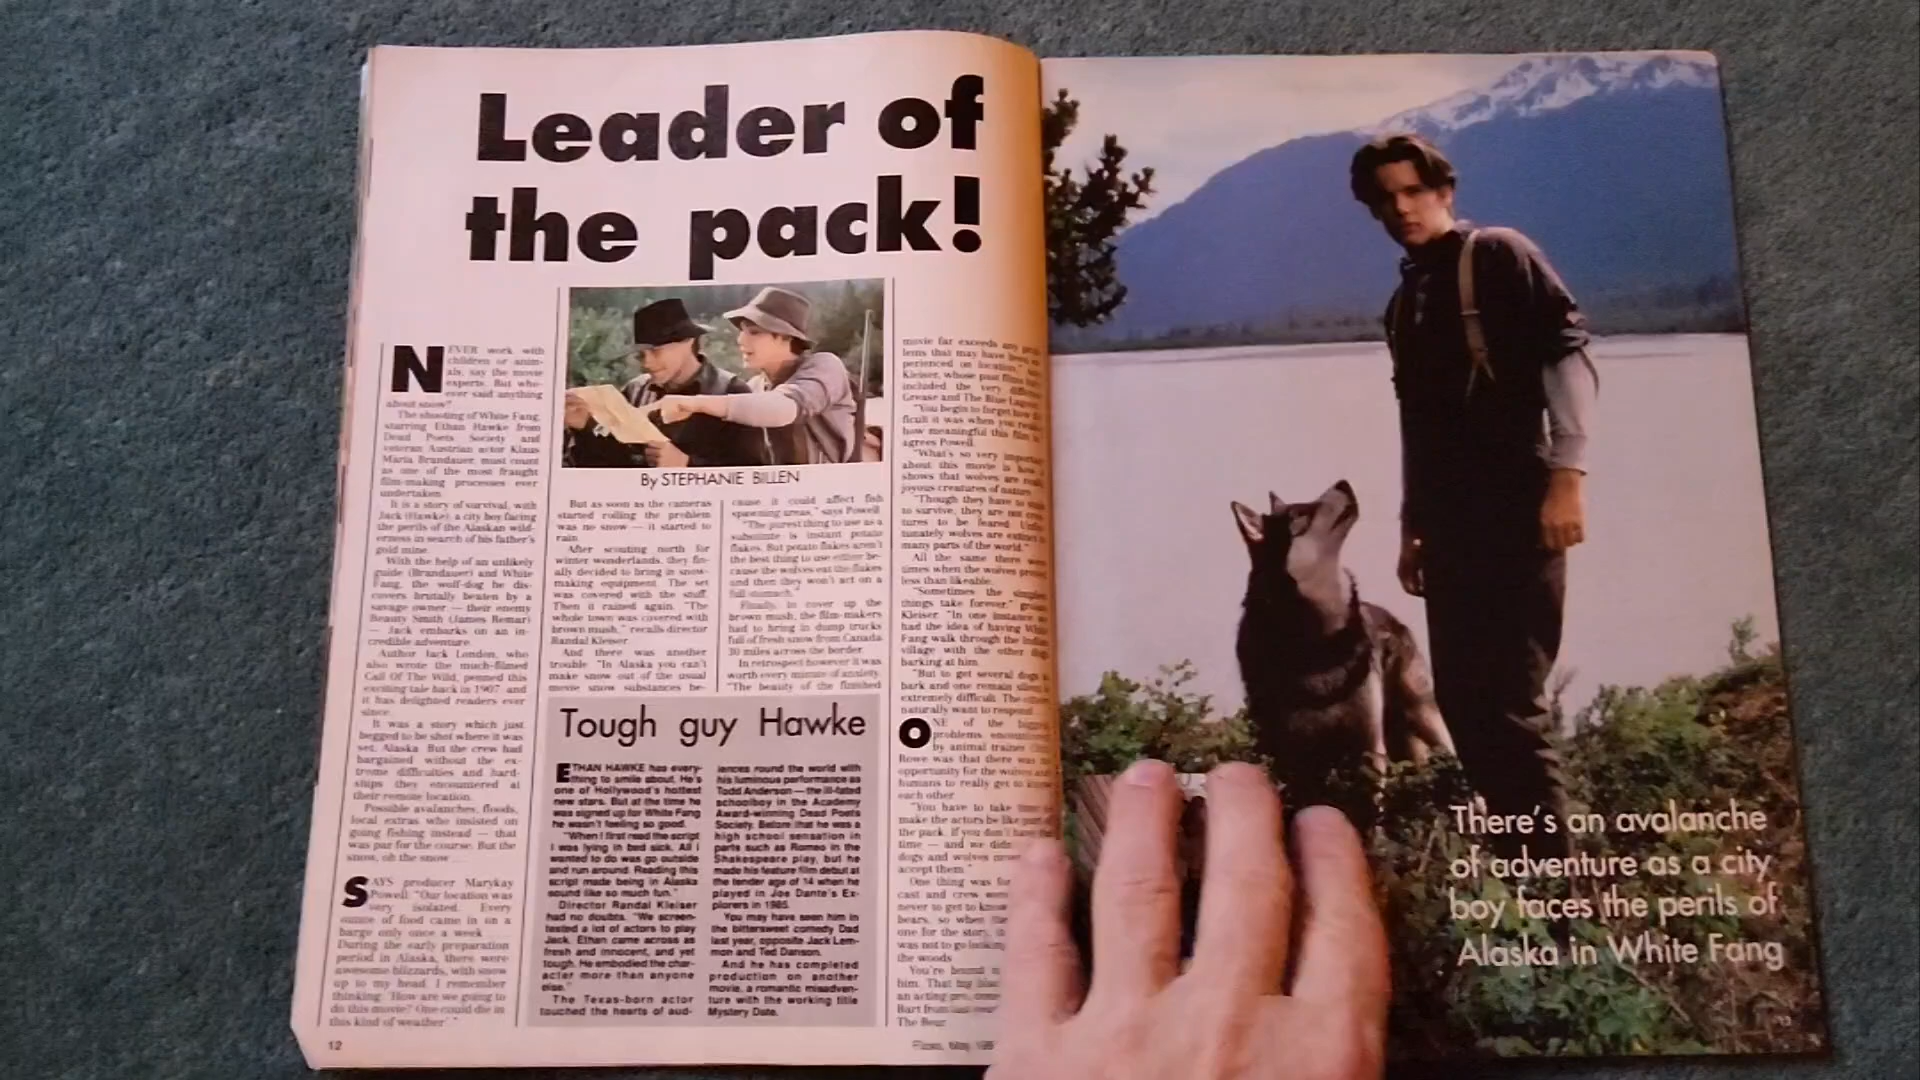 Leader of
the pack!
NEVER work with
children or anim-
als, say the movie
experts. But who-
ever said anything
about snow?
The shooting of White Fang,
starring Ethan Hawke from
Dead Poets Society and
veteran Austrian actor Klaus
Maria Brandauer, must count
as one of the most fraught
film-making processes ever
undertaken.
It is a story of survival, with
Jack (Hawke), a city boy facing
the perils of the Alaskan wild-
erness in search of his father's
gold mine.
With the help of an unlikely
guide (Brandauer) and White
Fang, the wolf-dog he dis-
covers brutally beaten by a
savage owner — their enemy
Beauty Smith (James Remar)
— Jack embarks on an in-
credible adventure.
Author Jack London, who
also wrote the much-filmed
Call Of The Wild, penned this
exciting tale back in 1907 and
it has delighted readers ever
since.
It was a story which just
begged to be shot where it was
set, Alaska. But the crew had
bargained without the ex-
treme difficulties and hard-
ships they encountered at
their remote location.
Possible avalanches, floods,
local extras who insisted on
going fishing instead — that
was par for the course. But the
snow, oh the snow ...
SAYS producer Marykay
Powell: "Our location was
very isolated. Every
ounce of food came in on a
barge only once a week ...
During the early preparation
period in Alaska, there were
awesome blizzards, with snow
up to my head. I remember
thinking: 'How are we going to
do this movie? One could die in
this kind of weather'."
By STEPHANIE BILLEN
But as soon as the cameras
started rolling the problem
was no snow — it started to
rain.
After scouting north for
winter wonderlands, they fin-
ally decided to bring in snow-
making equipment. The set
was covered with the stuff.
Then it rained again. "The
whole town was covered with
brown mush," recalls director
Randal Kleiser.
And there was another
trouble. "In Alaska you can't
make snow out of the usual
movie snow substances be-
cause it could affect fish
spawning areas," says Powell.
"The purest thing to use as a
substitute is instant potato
flakes. But potato flakes aren't
the best thing to use either be-
cause the wolves eat the flakes
and then they won't act on a
full stomach."
Finally, to cover up the
brown mush, the film-makers
had to bring in dump trucks
full of fresh snow from Canada
30 miles across the border.
In retrospect however it was
worth every minute of anxiety.
"The beauty of the finished
movie far exceeds any
lems that may have been
perienced on location,"
Kleiser, whose past films
included the very different
Grease and The Blue Lagoon.
"You begin to forget how
ficult it was when you
how meaningful this film is,"
agrees Powell.
"What's so very important
about this movie is how it
shows that wolves are really
joyous creatures of nature.
"Though they have to
to survive, they are not
tures to be feared.
tunately wolves are extinct in
many parts of the world."
All the same there were
times when the wolves proved
less than likeable.
"Sometimes the simplest
things take forever,"
Kleiser. "In one instance
had the idea of having White
Fang walk through the Indian
village with the other dogs
barking at him.
"But to get several dogs to
bark and one remain silent is
extremely difficult. The
naturally want to respond.
ONE of the biggest
problems encountered
by animal trainer
Rowe was that there was
opportunity for the wolves and
humans to really get to know
each other.
"You have to take time to
make the actors be like part of
the pack. If you don't have the
time — and we didn't
dogs and wolves never
accept them."
One thing was for
cast and crew were
never to get to know
bears, so when the
one for the story, it
was not to go looking
the woods.
You're bound
him. That big
an acting pro,
Bart from last
The Bear.
Tough guy Hawke
ETHAN HAWKE has every-
thing to smile about. He's
one of Hollywood's hottest
new stars. But at the time he
was signed up for White Fang
he wasn't feeling so good.
"When I first read the script
I was lying in bed sick. All I
wanted to do was go outside
and run around. Reading this
script made being in Alaska
sound like so much fun."
Director Randal Kleiser
had no doubts. "We screen-
tested a lot of actors to play
Jack. Ethan came across as
fresh and innocent, and yet
tough. He embodied the char-
acter more than anyone
else."
The Texas-born actor
touched the hearts of aud-
iences round the world with
his luminous performance as
Todd Anderson — the ill-fated
schoolboy in the Academy
Award-winning Dead Poets
Society. Before that he was a
high school sensation in
parts such as Romeo in the
Shakespeare play, but he
made his feature film debut at
the tender age of 14 when he
played in Joe Dante's Ex-
plorers in 1985.
You may have seen him in
the bittersweet comedy Dad
last year, opposite Jack Lem-
mon and Ted Danson.
And he has completed
production on another
movie, a romantic misadven-
ture with the working title
Mystery Date.
12
Flicks, May
There's an avalanche
of adventure as a city
boy faces the perils of
Alaska in White Fang
13